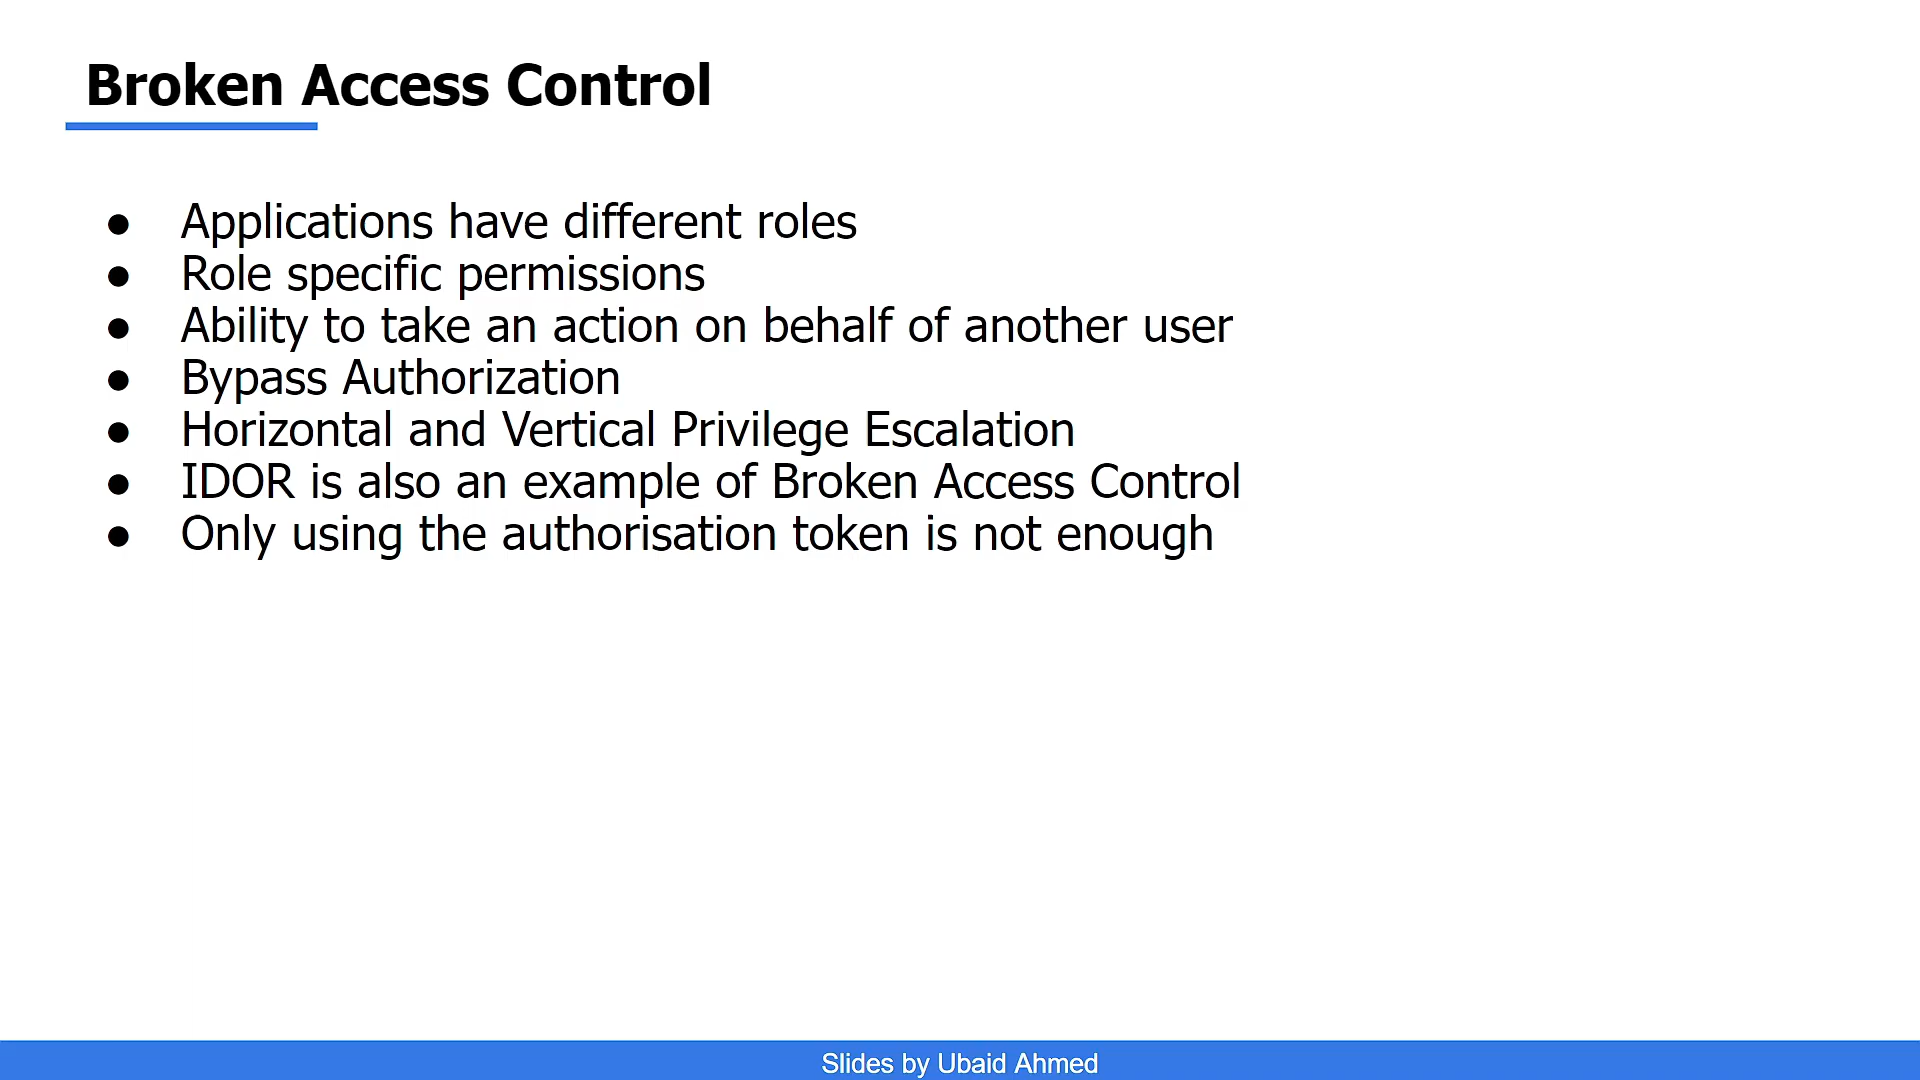 Broken Access Control
● Applications have different roles
● Role specific permissions
● Ability to take an action on behalf of another user
● Bypass Authorization
● Horizontal and Vertical Privilege Escalation
● IDOR is also an example of Broken Access Control
● Only using the authorisation token is not enough
Slides by Ubaid Ahmed